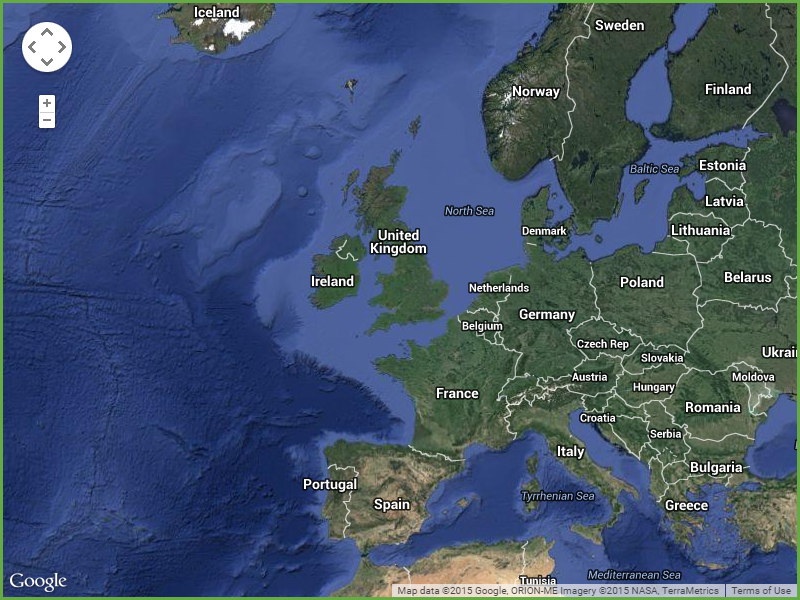 Iceland
Sweden
Norway
Finland
Baltic Sea
Estonia
Latvia
North Sea
Lithuania
Denmark
United
Kingdom
Belarus
Ireland
Poland
Netherlands
Germany
Belgium
Czech Rep
Ukrai
Slovakia
Austria
Moldova
Hungary
France
Romania
Croatia
Serbia
Italy
Bulgaria
Portugal
Tyrrhenian Sea
Spain
Greece
Mediterranean Sea
Tunisia
Google
Map data ©2015 Google, ORION-ME Imagery ©2015 NASA, TerraMetrics
Terms of Use